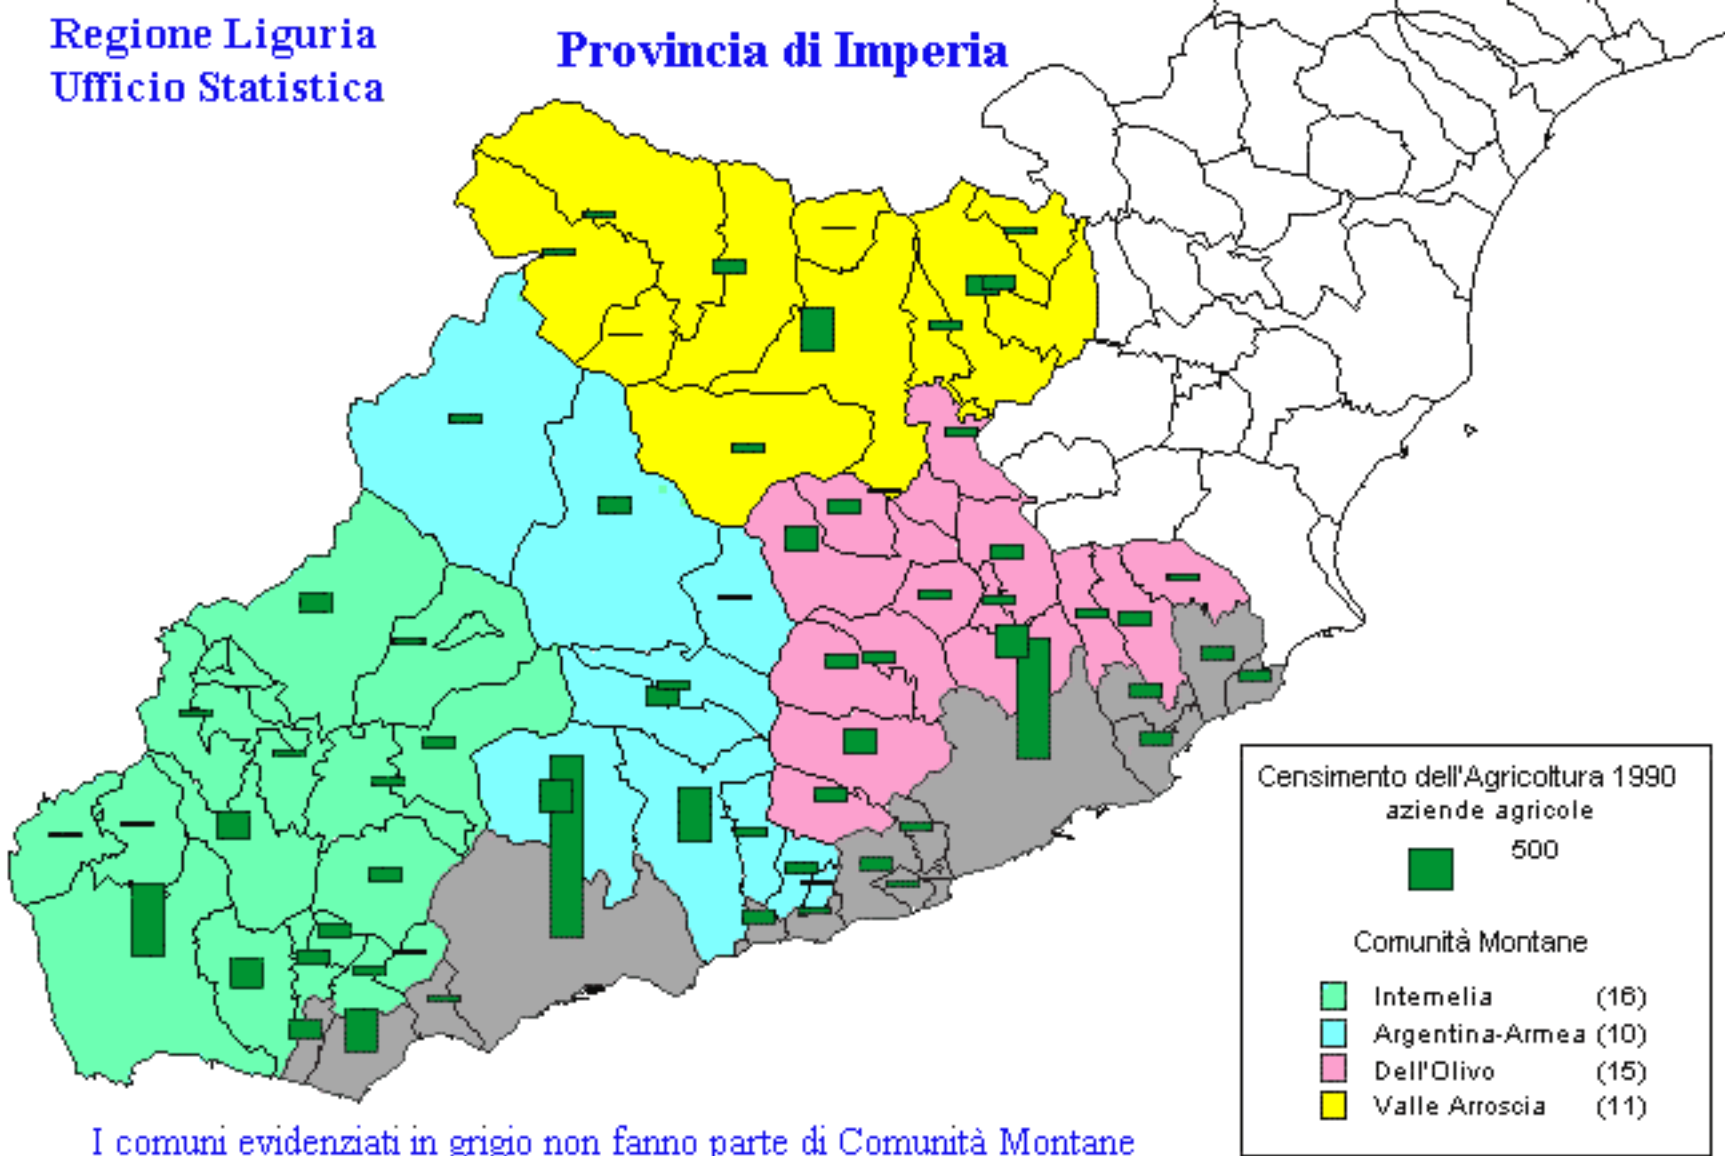 Regione Liguria
Ufficio Statistica
Provincia di Imperia
Censimento dell'Agricoltura 1990
aziende agricole
500
Comunità Montane
Intemelia (16)
Argentina-Armea (10)
Dell'Olivo (15)
Valle Arroscia (11)
I comuni evidenziati in grigio non fanno parte di Comunità Montane